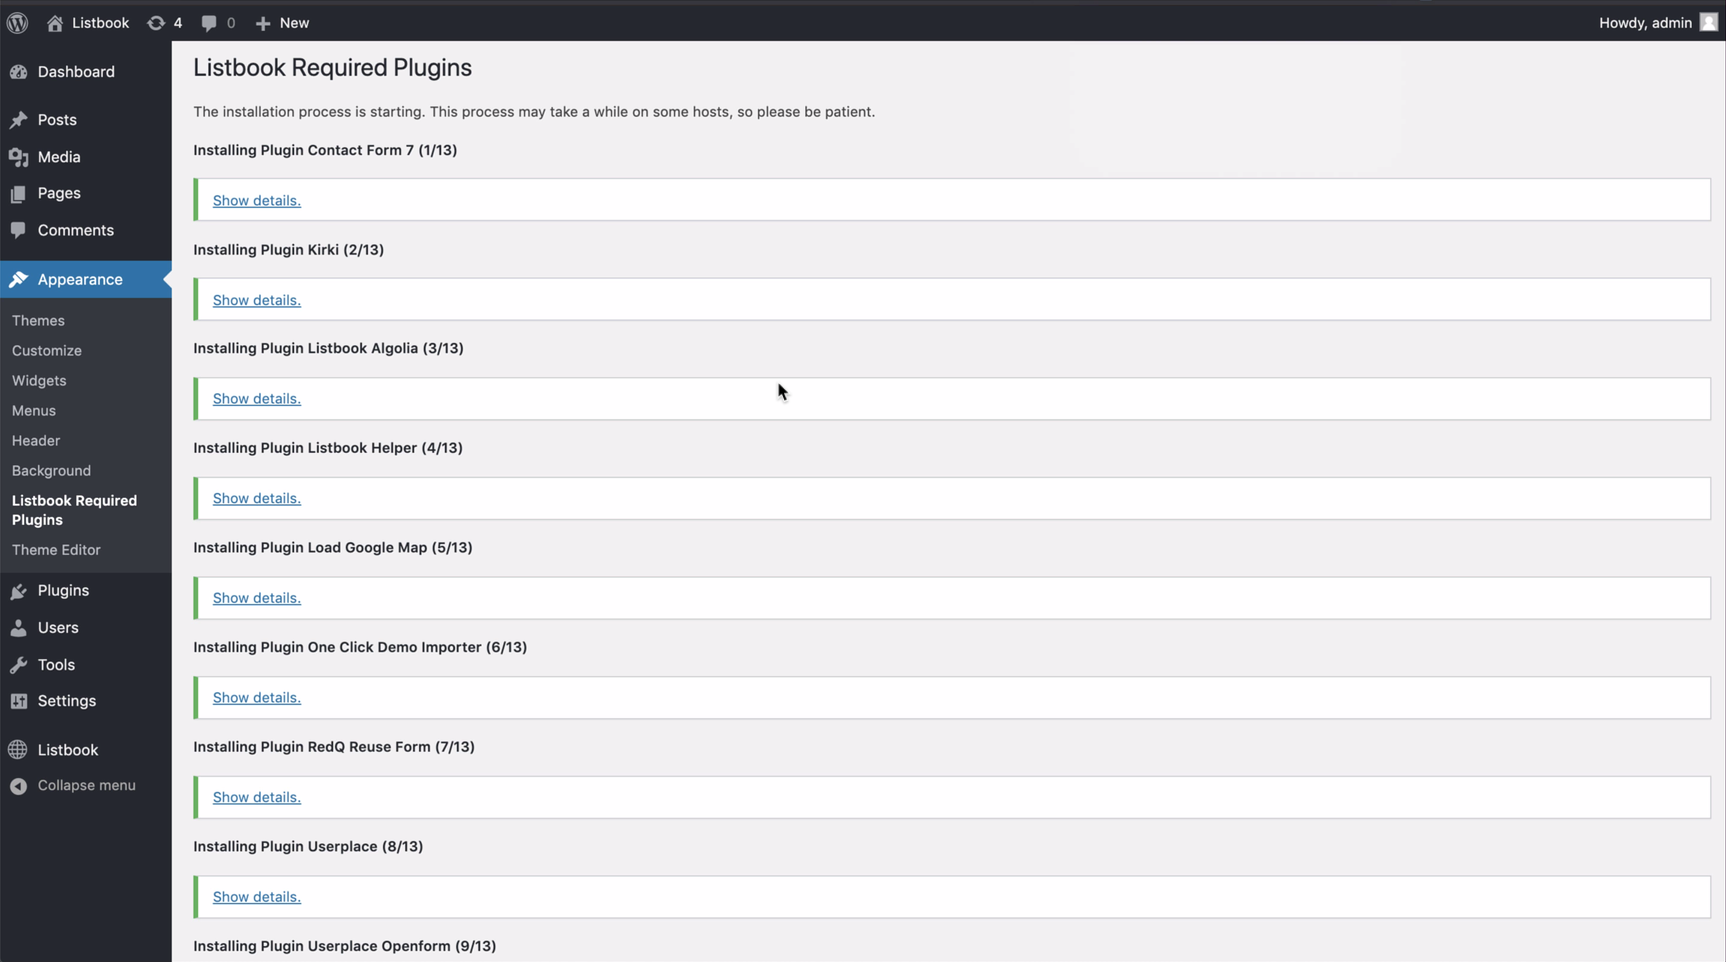 Listbook 4 0 New Howdy, admin
Dashboard
Posts
Media
Pages
Comments
Appearance
Themes
Customize
Widgets
Menus
Header
Background
Listbook Required
Plugins
Theme Editor
Plugins
Users
Tools
Settings
Listbook
Collapse menu
Listbook Required Plugins
The installation process is starting. This process may take a while on some hosts, so please be patient.
Installing Plugin Contact Form 7 (1/13)
Show details.
Installing Plugin Kirki (2/13)
Show details.
Installing Plugin Listbook Algolia (3/13)
Show details.
Installing Plugin Listbook Helper (4/13)
Show details.
Installing Plugin Load Google Map (5/13)
Show details.
Installing Plugin One Click Demo Importer (6/13)
Show details.
Installing Plugin RedQ Reuse Form (7/13)
Show details.
Installing Plugin Userplace (8/13)
Show details.
Installing Plugin Userplace Openform (9/13)